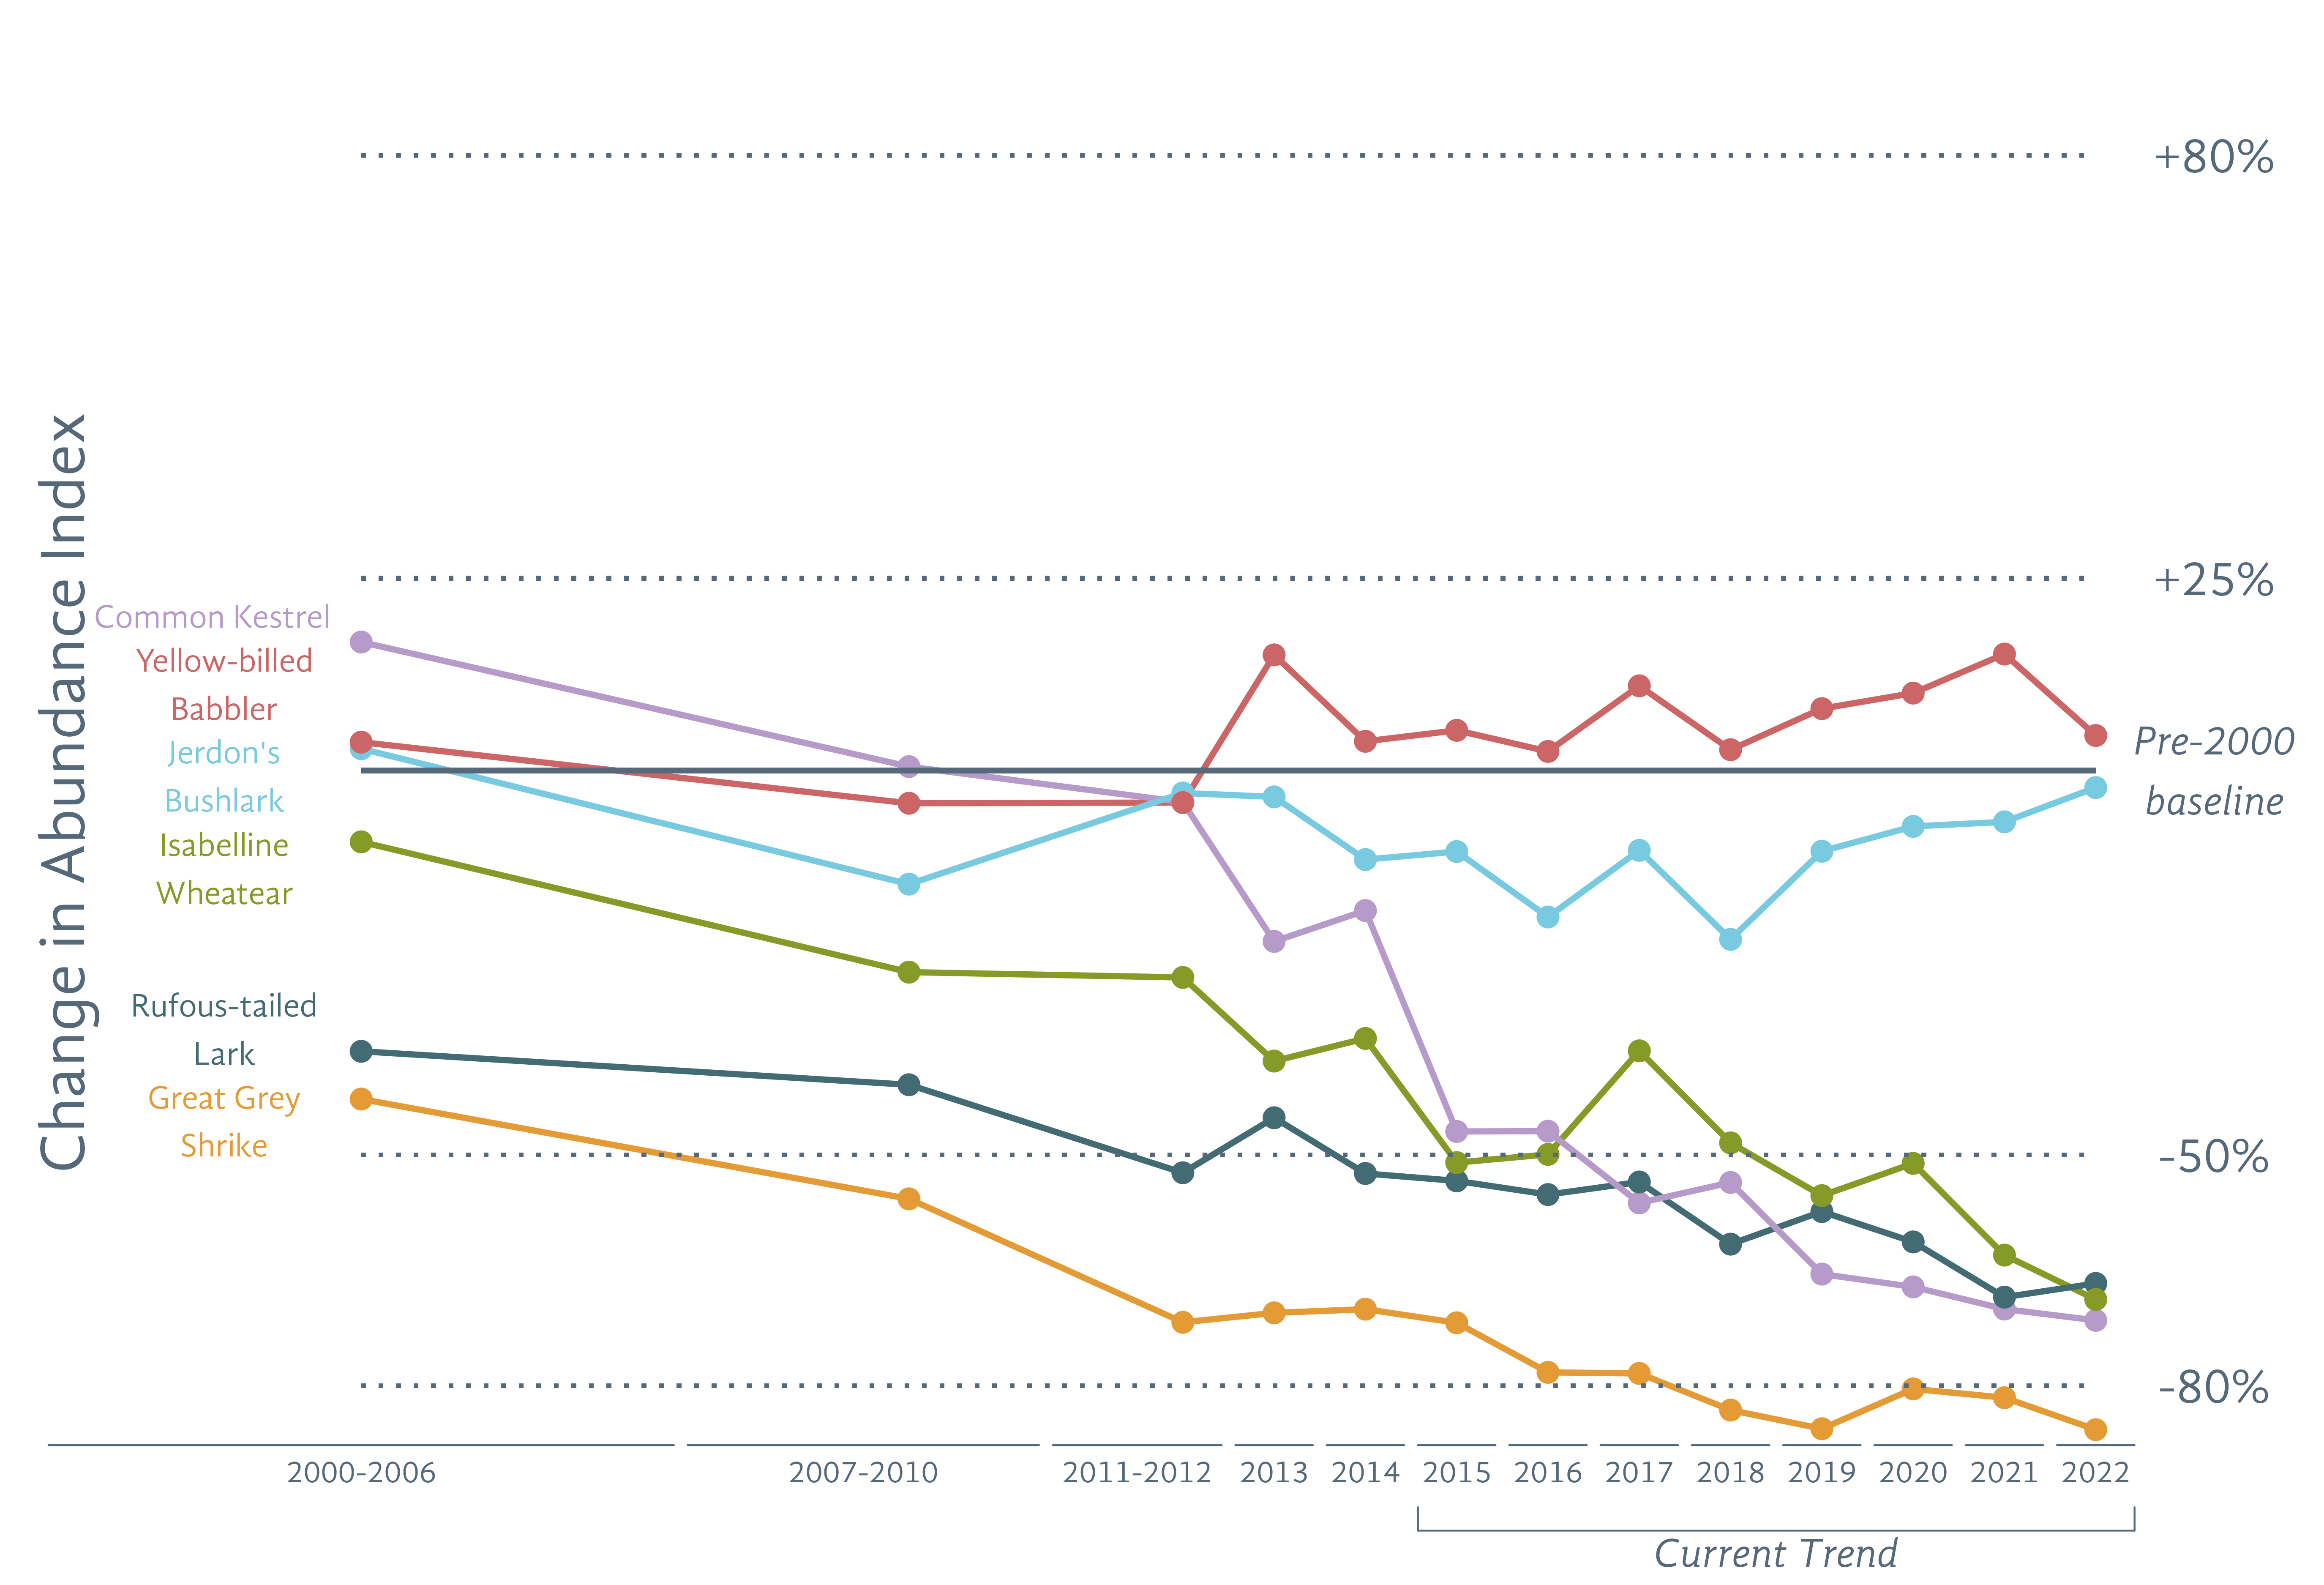 Change in Abundance Index
+80%
+25%
Common Kestrel
Yellow-billed
Babbler
Jerdon's
Bushlark
Isabelline
Wheatear
Rufous-tailed
Lark
Great Grey
Shrike
Pre-2000
baseline
-50%
-80%
2000-2006 2007-2010 2011-2012 2013 2014 2015 2016 2017 2018 2019 2020 2021 2022
Current Trend